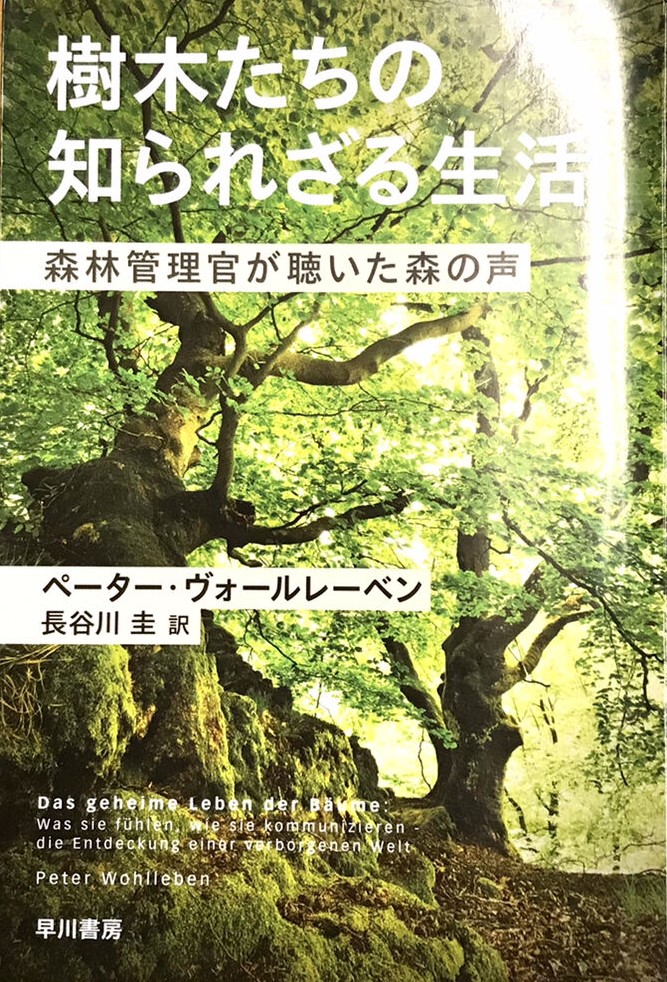 樹木たちの
知られざる生活
森林管理官が聴いた森の声
ペーター・ヴォールレーベン
長谷川 圭 訳
Das geheime Leben der Bäume:
Was sie fühlen, wie sie kommunizieren -
die Entdeckung einer verborgenen Welt
Peter Wohlleben
早川書房